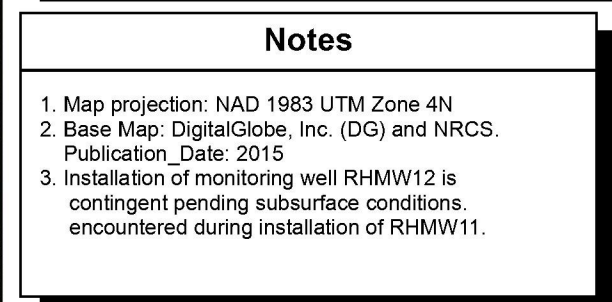 Notes
1. Map projection: NAD 1983 UTM Zone 4N
2. Base Map: DigitalGlobe, Inc. (DG) and NRCS.
Publication_Date: 2015
3. Installation of monitoring well RHMW12 is
contingent pending subsurface conditions.
encountered during installation of RHMW11.